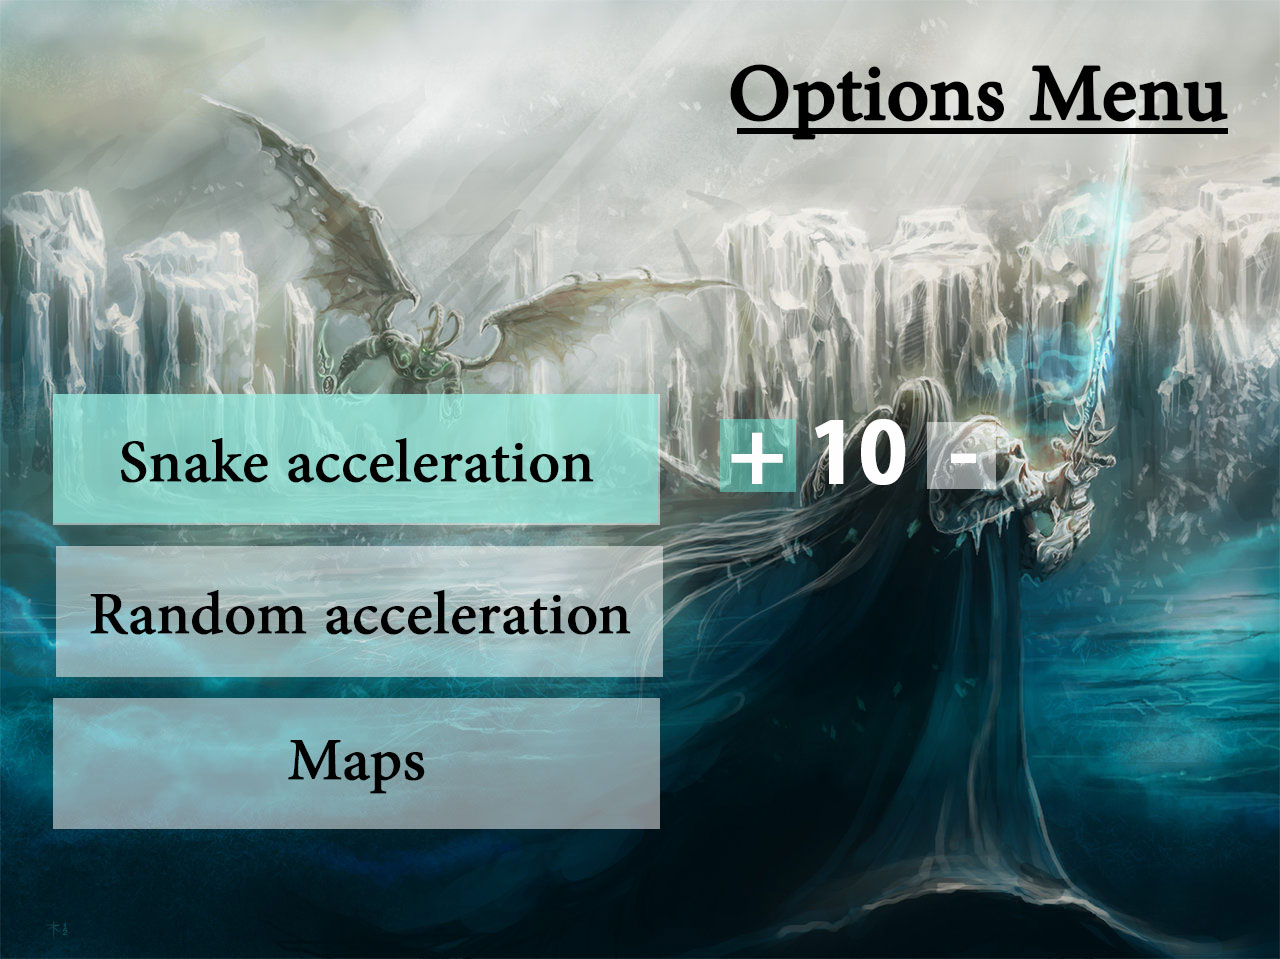 Options Menu
Snake acceleration
+ 10 -
Random acceleration
Maps